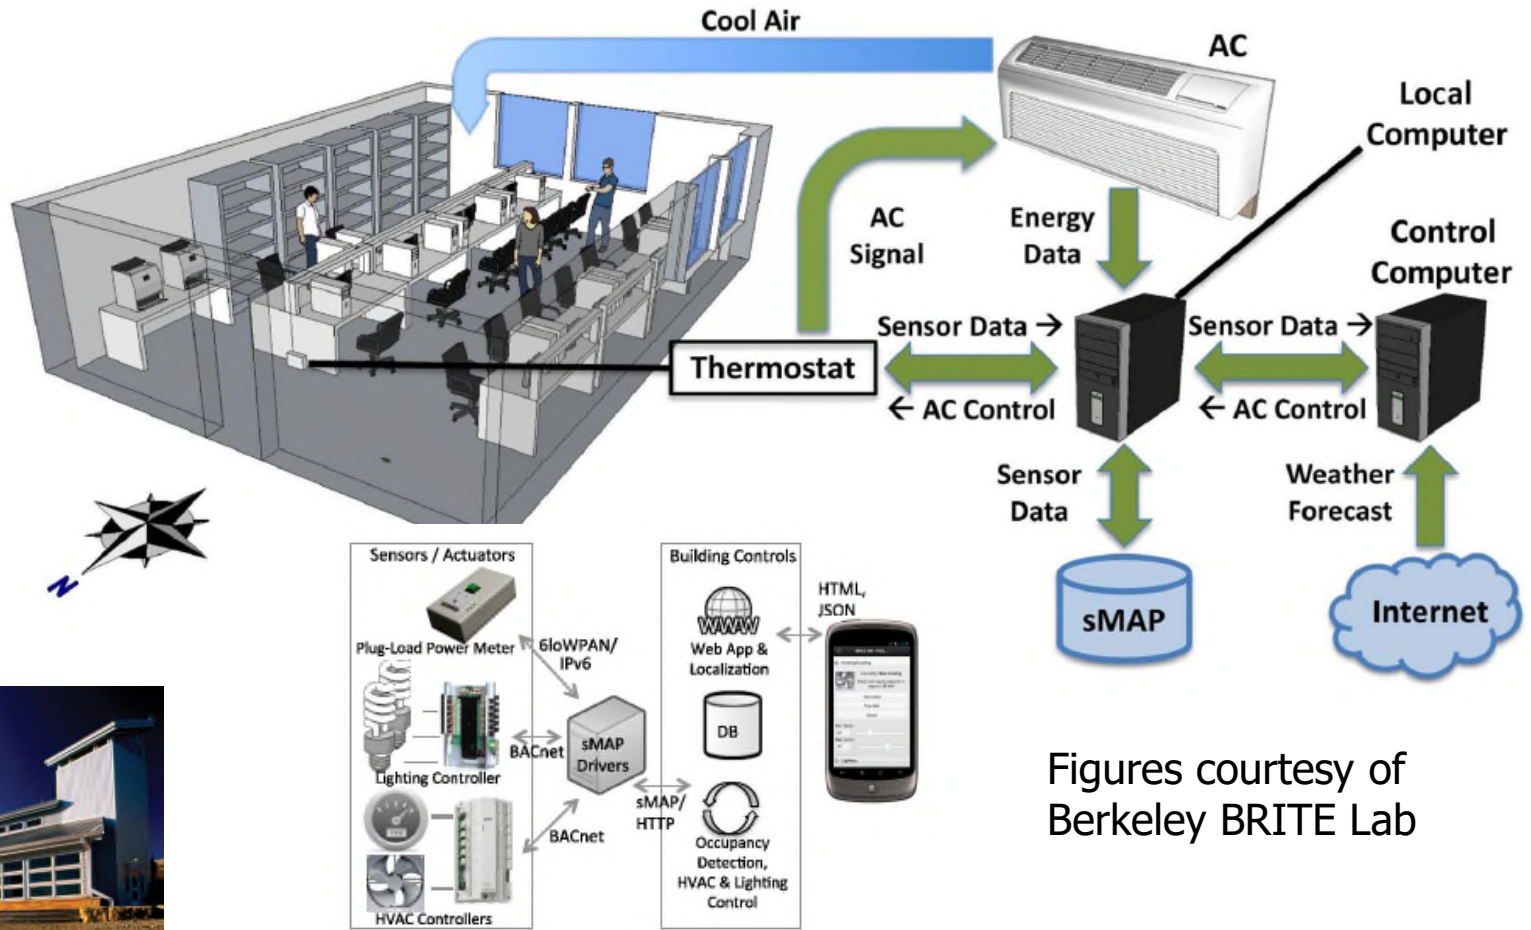 Cool Air
AC
Local
Computer
AC
Signal
Energy
Data
Control
Computer
Sensor Data →
Sensor Data →
Thermostat
← AC Control
← AC Control
Sensor
Data
Weather
Forecast
sMAP
Internet
N
Sensors / Actuators
Plug-Load Power Meter
6loWPAN/
IPv6
Lighting Controller
BACnet
sMAP
Drivers
BACnet
HVAC Controllers
sMAP/
HTTP
Building Controls
WWW
Web App &
Localization
DB
Occupancy
Detection,
HVAC & Lighting
Control
HTML,
JSON
Figures courtesy of
Berkeley BRITE Lab